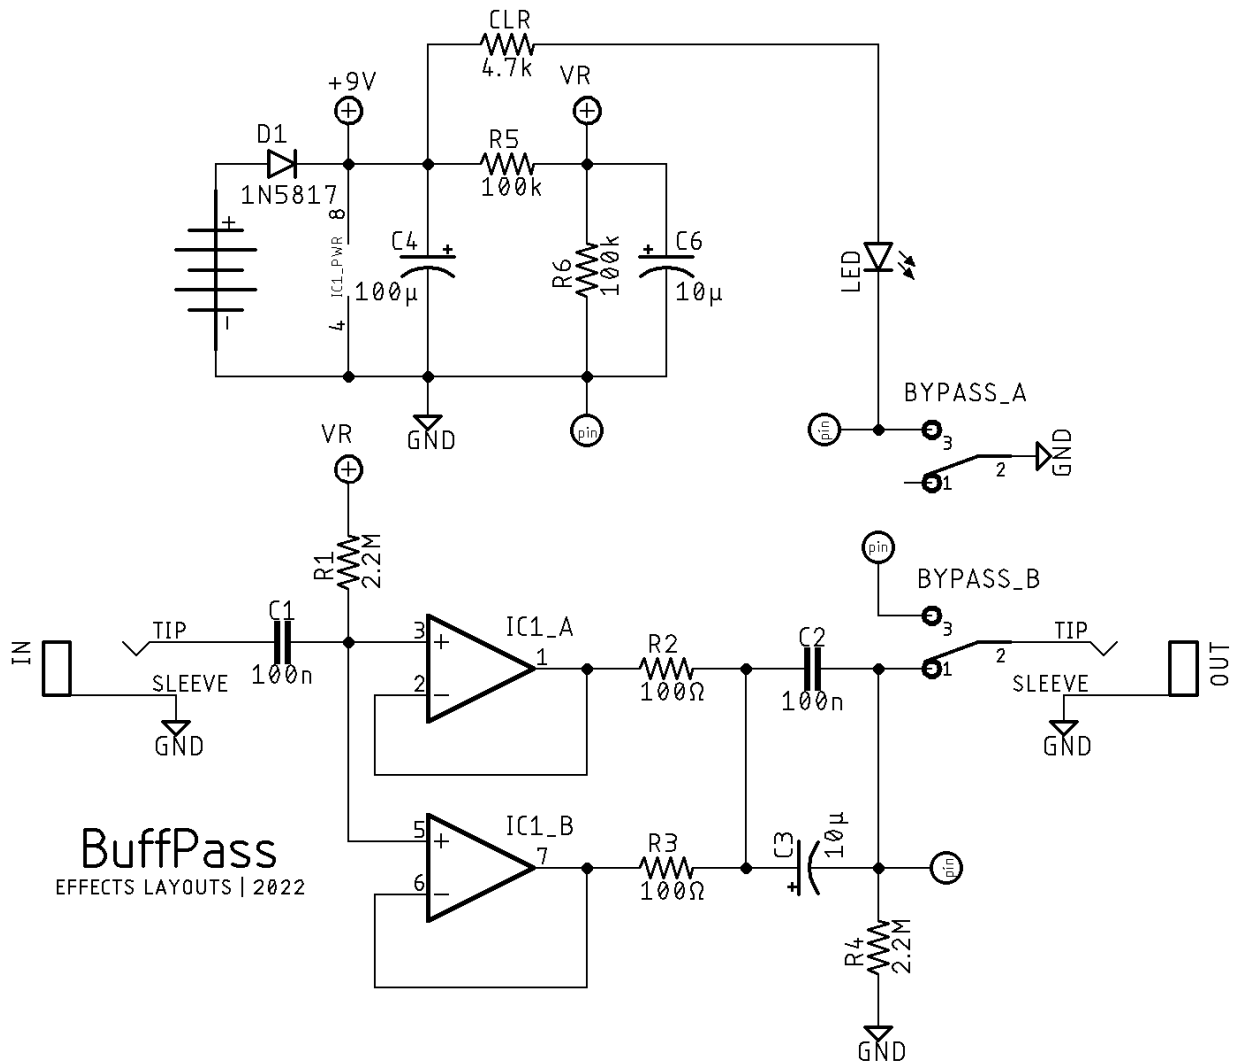 CLR
4.7k
+9V
VR
D1
1N5817
R5
100k
8
IC1_PWR
4
+
-
C4
+
100µ
R6
100k
+
C6
10µ
LED
GND
pin
BYPASS_A
pin
3
2
1
GND
VR
R1
2.2M
pin
BYPASS_B
3
2
1
IN
TIP
SLEEVE
GND
C1
100n
3
+
2
-
IC1_A
1
R2
100Ω
C2
100n
TIP
SLEEVE
GND
OUT
5
+
6
-
IC1_B
7
R3
100Ω
C3
+
10µ
pin
R4
2.2M
GND
BuffPass
EFFECTS LAYOUTS | 2022